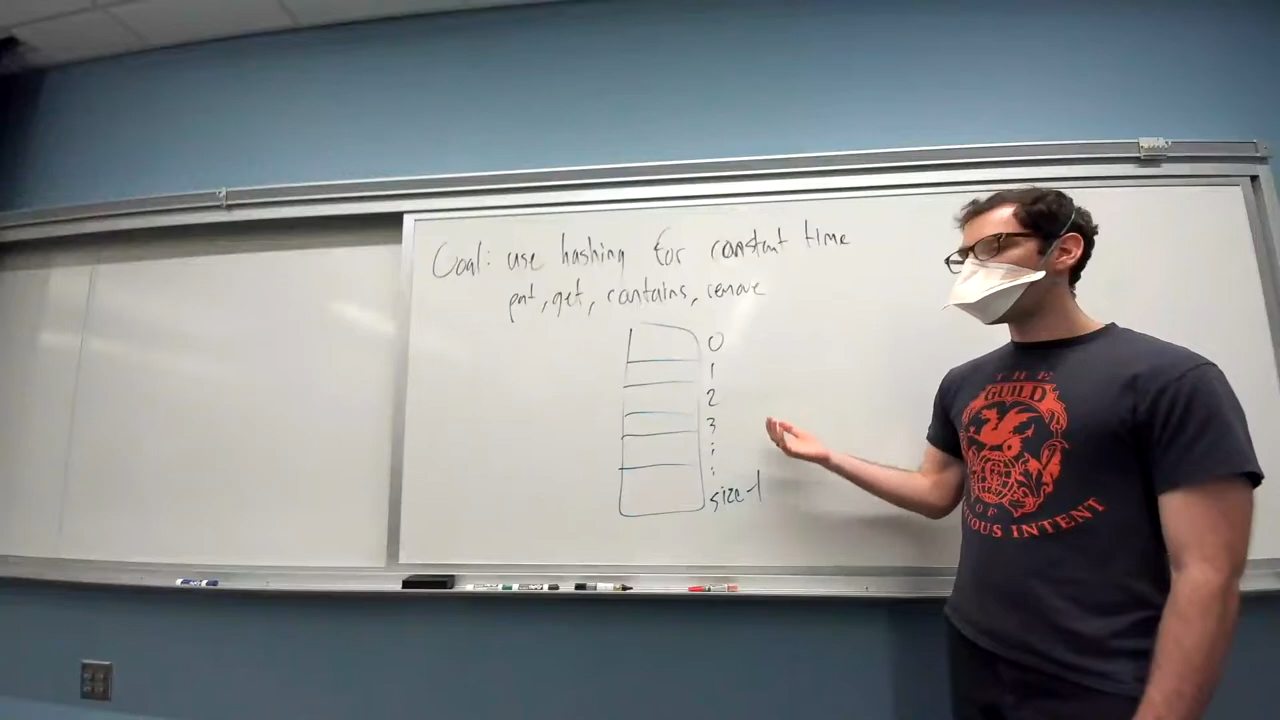 Goal: use hashing for constant time
put, get, contains, remove
0
1
2
3
:
:
size-1
THE
GUILD
OF
IOUS INTENT